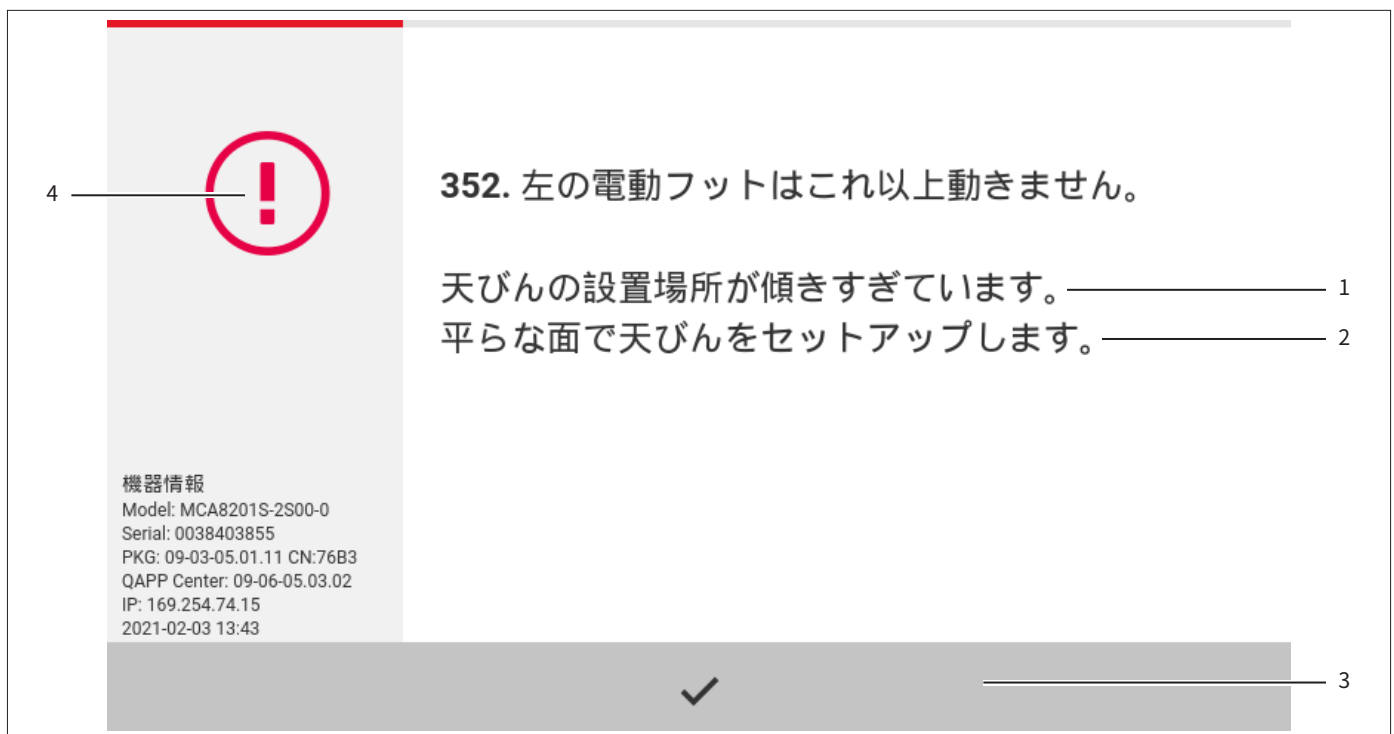 352. 左の電動フットはこれ以上動きません。
天びんの設置場所が傾きすぎています。
1
平らな面で天びんをセットアップします。
2
4
機器情報
Model: MCA8201S-2S00-0
Serial: 0038403855
PKG: 09-03-05.01.11 CN:76B3
QAPP Center: 09-06-05.03.02
IP: 169.254.74.15
2021-02-03 13:43
3